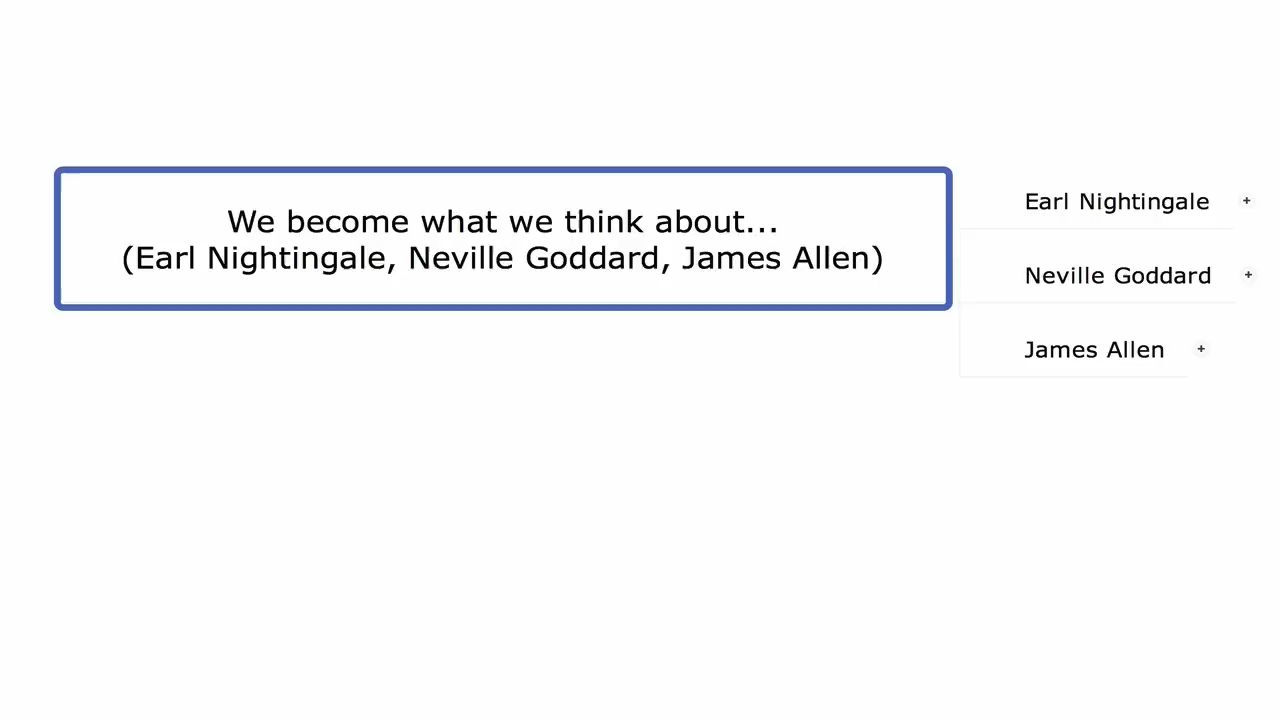 We become what we think about...
(Earl Nightingale, Neville Goddard, James Allen)
Earl Nightingale +
Neville Goddard +
James Allen +